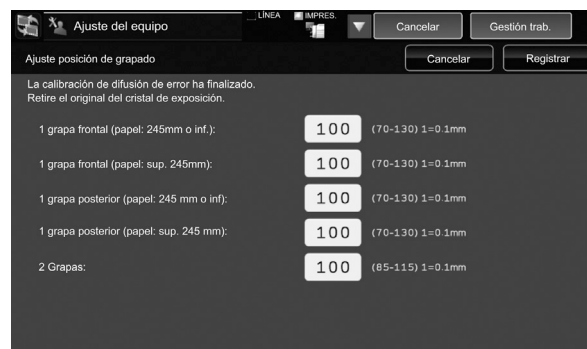 Ajuste del equipo
LÍNEA
IMPRES.
Cancelar
Gestión trab.
Ajuste posición de grapado
Cancelar
Registrar
La calibración de difusión de error ha finalizado.
Retire el original del cristal de exposición.
1 grapa frontal (papel: 245mm o inf.): 100 (70-130) 1=0.1mm
1 grapa frontal (papel: sup. 245mm): 100 (70-130) 1=0.1mm
1 grapa posterior (papel: 245 mm o inf): 100 (70-130) 1=0.1mm
1 grapa posterior (papel: sup. 245 mm): 100 (70-130) 1=0.1mm
2 Grapas: 100 (85-115) 1=0.1mm